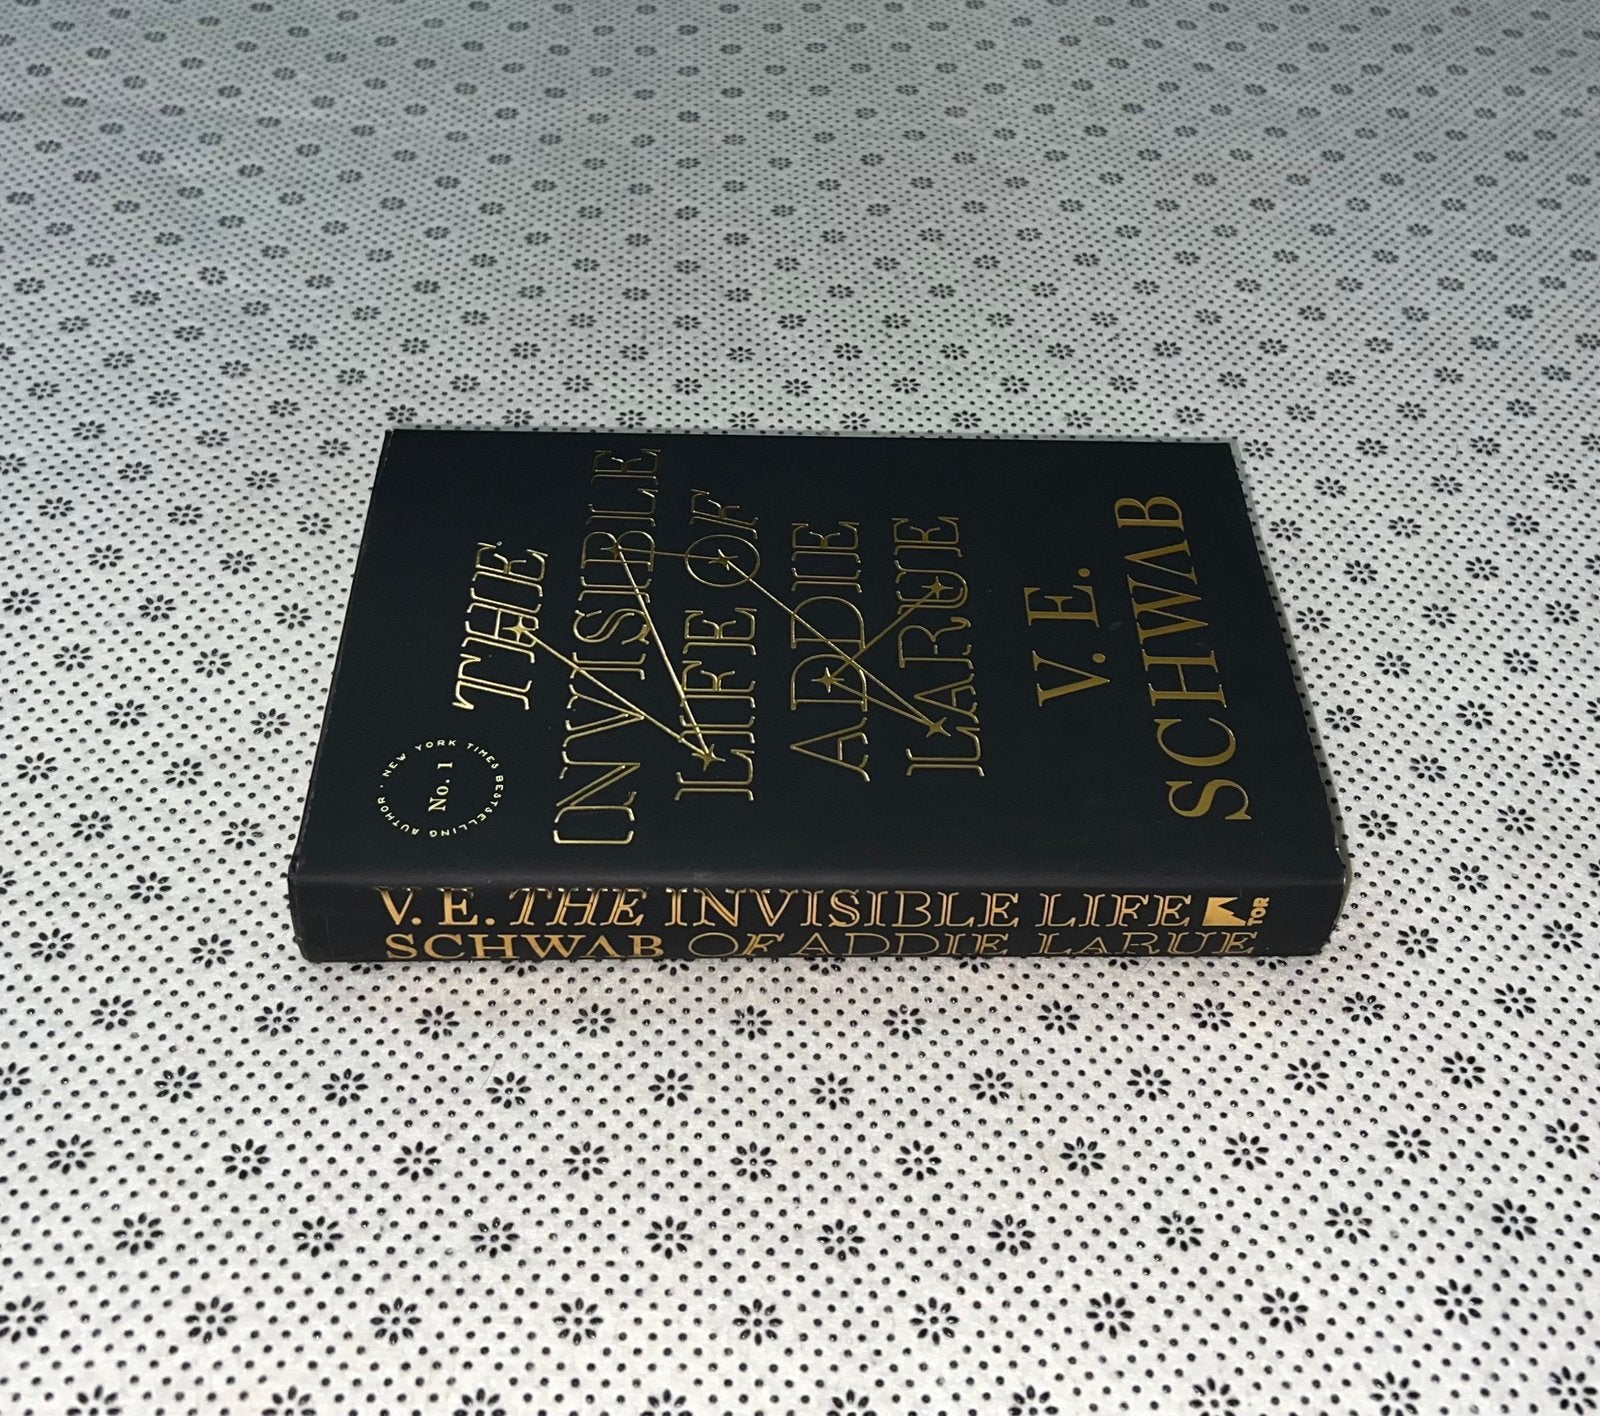 NEW YORK TIMES BESTSELLING AUTHOR ·
No. 1
THE
INVISIBLE
LIFE OF
ADDIE
LARUE
V. E.
SCHWAB
V. E. THE INVISIBLE LIFE
SCHWAB OF ADDIE LARUE
TOR